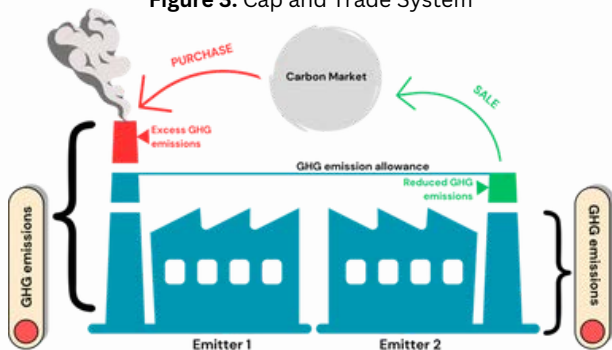 Figure 3. Cap and Trade System
PURCHASE
Carbon Market
SALE
Excess GHG
emissions
GHG emission allowance
Reduced GHG
emissions
GHG emissions
GHG emissions
Emitter 1
Emitter 2